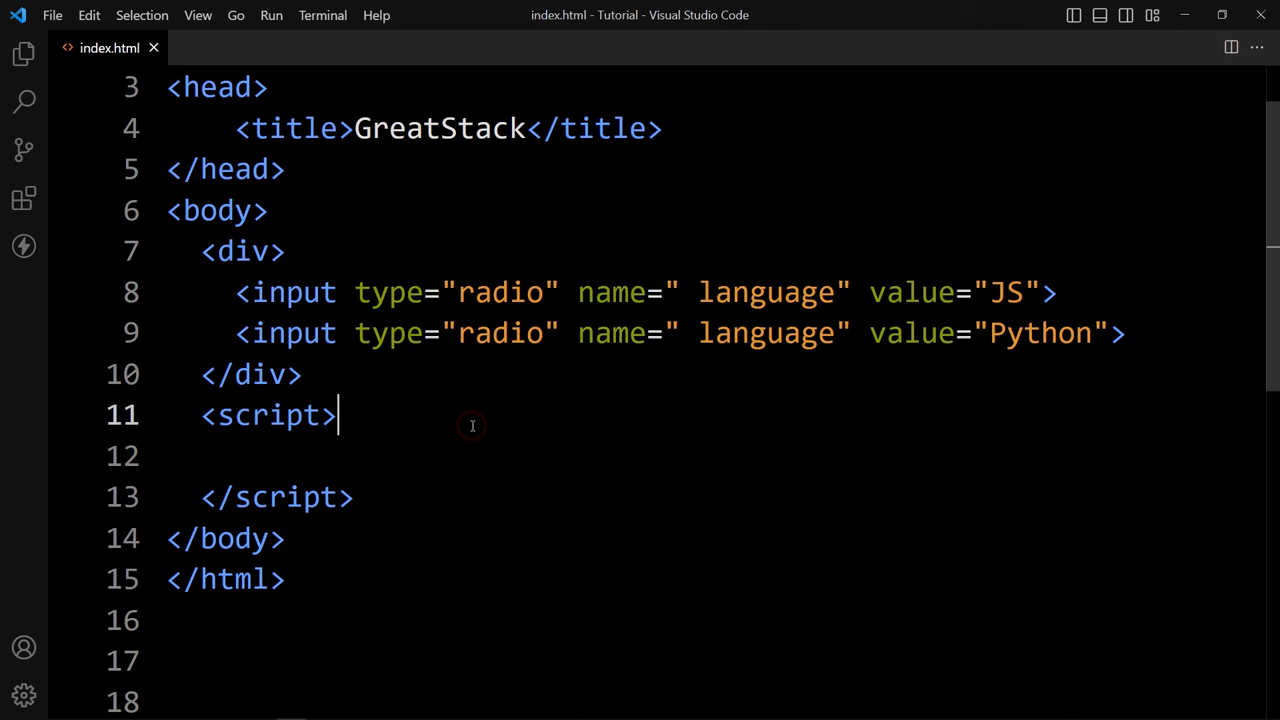 File Edit Selection View Go Run Terminal Help index.html - Tutorial - Visual Studio Code
<> index.html
3 <head>
4 <title>GreatStack</title>
5 </head>
6 <body>
7 <div>
8 <input type="radio" name=" language" value="JS">
9 <input type="radio" name=" language" value="Python">
10 </div>
11 <script>
12
13 </script>
14 </body>
15 </html>
16
17
18